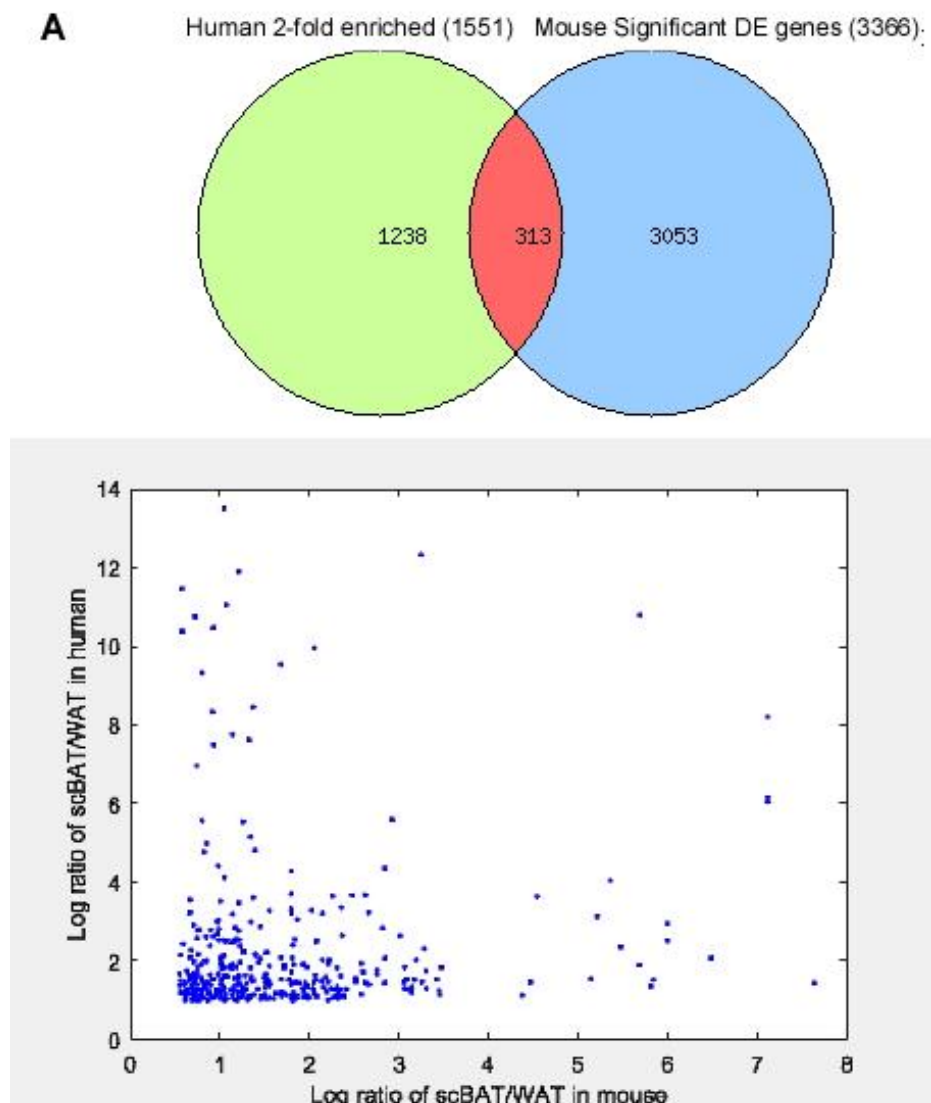 A
Human 2-fold enriched (1551) Mouse Significant DE genes (3366)
1238 313 3053
Log ratio of scBAT/WAT in human
14
12
10
8
6
4
2
0
0 1 2 3 4 5 6 7 8
Log ratio of scBAT/WAT in mouse